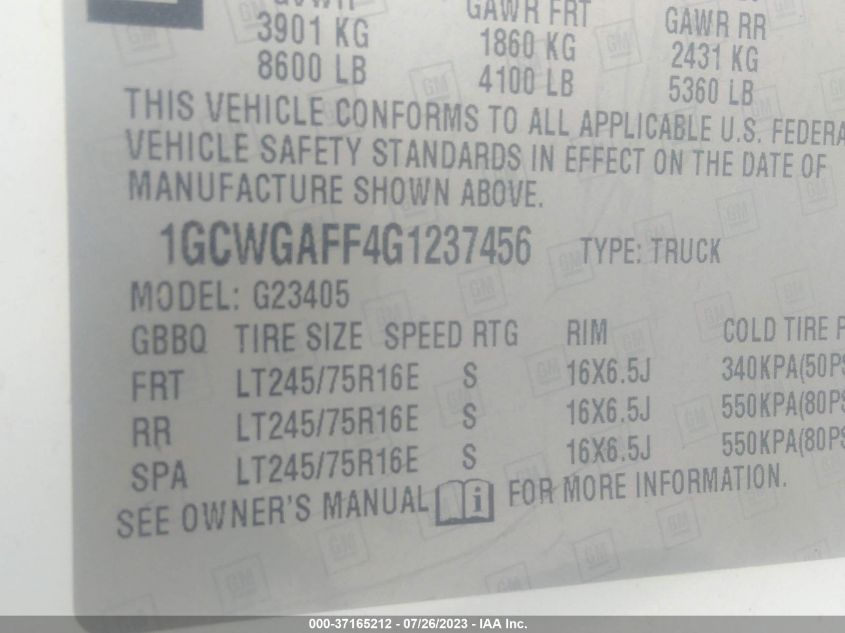 GAWR FRT GAWR RR
3901 KG 1860 KG 2431 KG
8600 LB 4100 LB 5360 LB
THIS VEHICLE CONFORMS TO ALL APPLICABLE U.S. FEDERA
VEHICLE SAFETY STANDARDS IN EFFECT ON THE DATE OF
MANUFACTURE SHOWN ABOVE.
1GCWGAFF4G1237456 TYPE: TRUCK
MODEL: G23405
GBBQ TIRE SIZE SPEED RTG RIM COLD TIRE P
FRT LT245/75R16E S 16X6.5J 340KPA(50PS
RR LT245/75R16E S 16X6.5J 550KPA(80PS
SPA LT245/75R16E S 16X6.5J 550KPA(80PS
SEE OWNER'S MANUAL i FOR MORE INFORMATION.
000-37165212 - 07/26/2023 - IAA Inc.